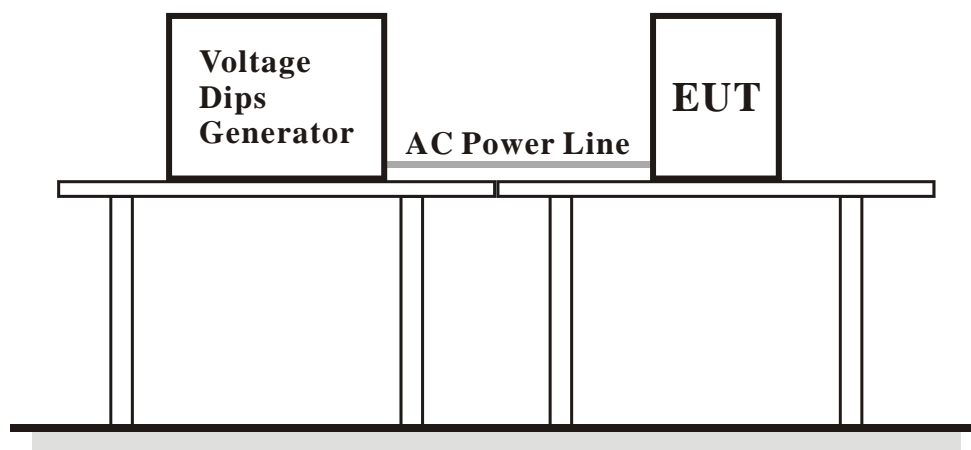 Voltage
Dips
Generator
EUT
AC Power Line